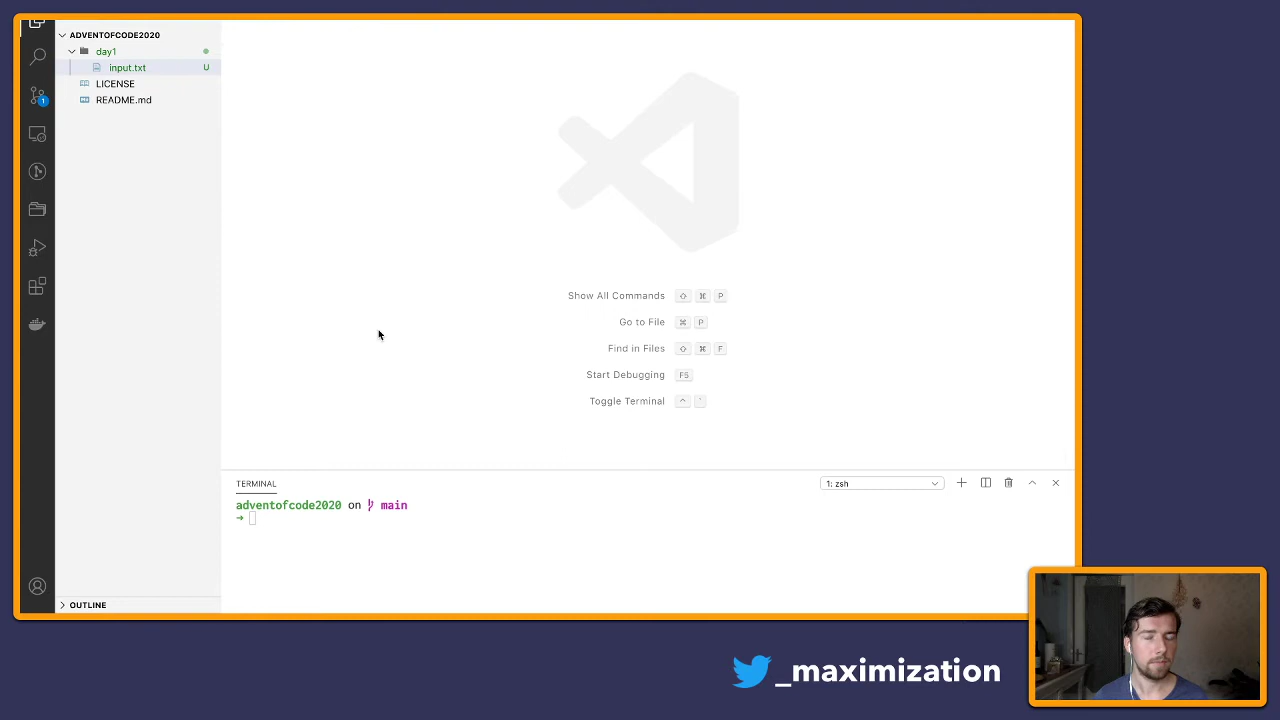 ADVENTOFCODE2020
day1
input.txt U
LICENSE
README.md
1
Show All Commands ⇧ ⌘ P
Go to File ⌘ P
Find in Files ⇧ ⌘ F
Start Debugging F5
Toggle Terminal ^ `
TERMINAL
1: zsh
adventofcode2020 on main
→
OUTLINE
_maximization